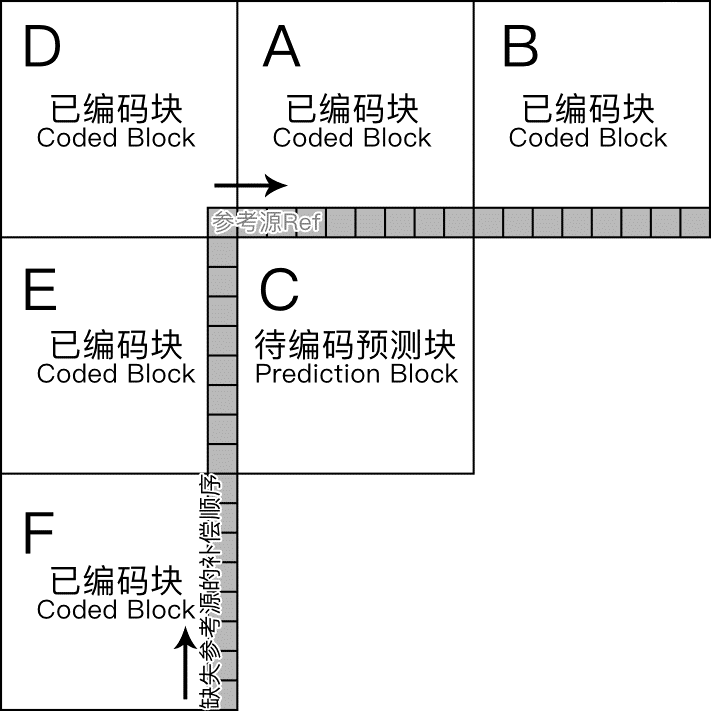 D
已编码块
Coded Block
A
已编码块
Coded Block
B
已编码块
Coded Block
参考源Ref
E
已编码块
Coded Block
C
待编码预测块
Prediction Block
F
已编码块
Coded Block
缺失参考源的补偿顺序